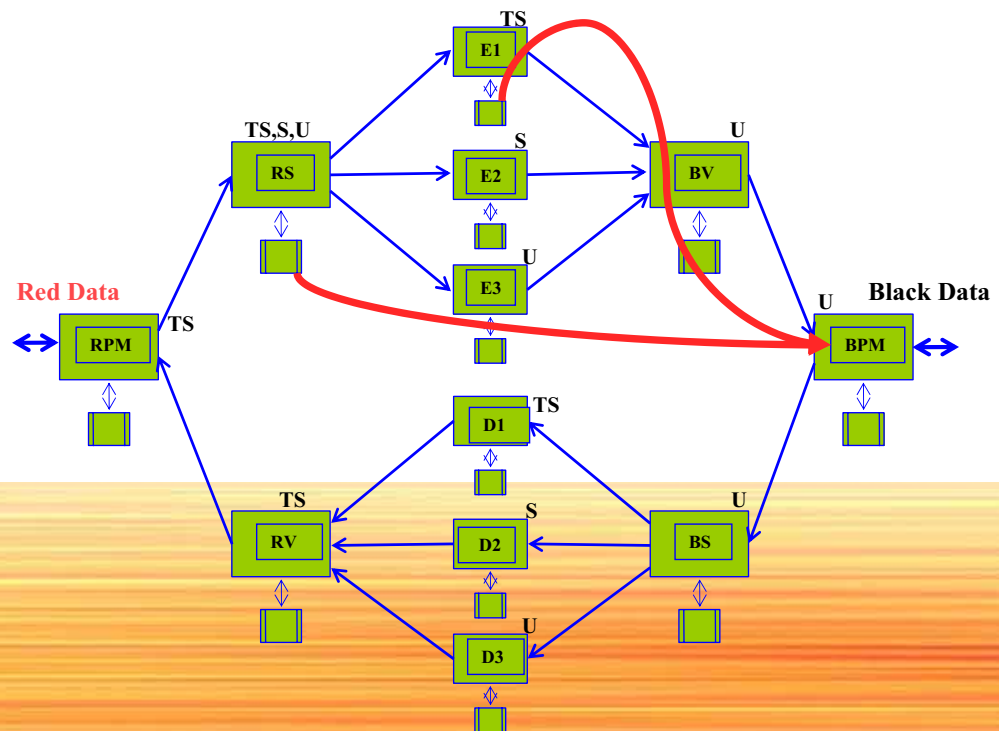 TS
E1
TS,S,U
S
U
RS
E2
BV
U
Red Data
E3
U
Black Data
TS
RPM
BPM
TS
D1
TS
S
U
RV
D2
BS
U
D3